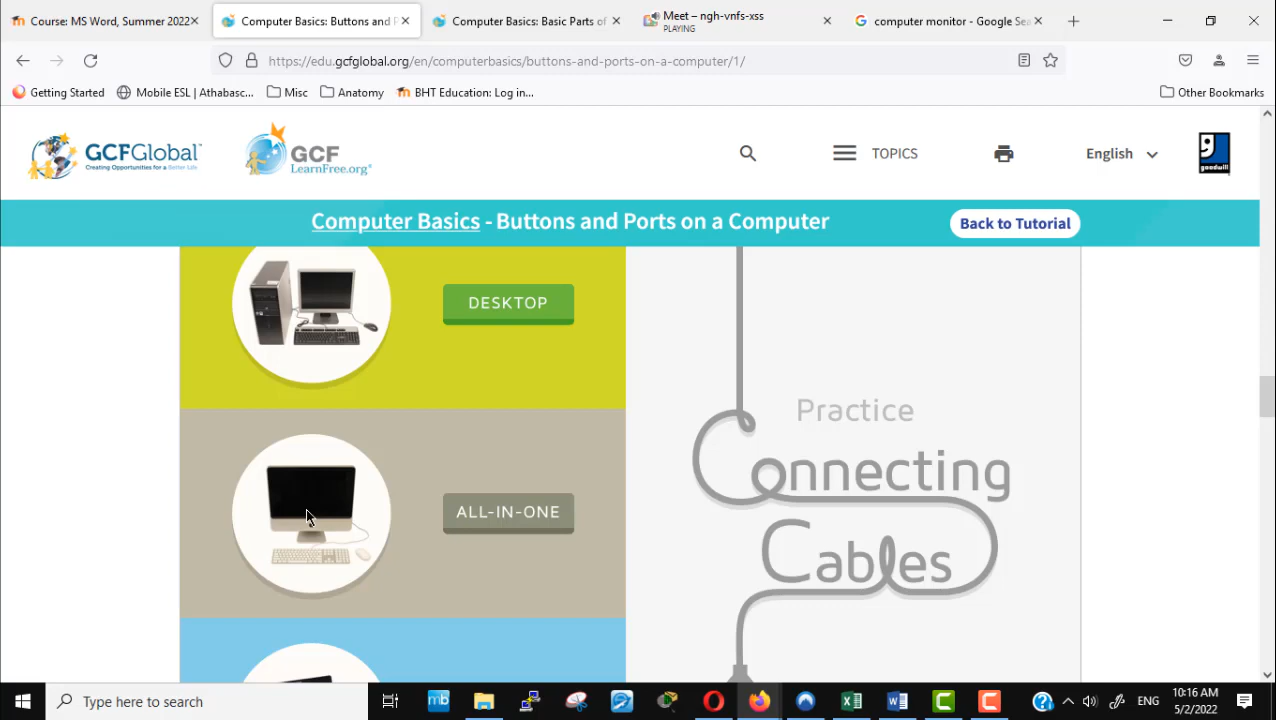 Course: MS Word, Summer 2022
Computer Basics: Buttons and P
Computer Basics: Basic Parts of
Meet – ngh-vnfs-xss
PLAYING
computer monitor - Google Sea
https://edu.gcfglobal.org/en/computerbasics/buttons-and-ports-on-a-computer/1/
Getting Started
Mobile ESL | Athabasc...
Misc
Anatomy
BHT Education: Log in...
Other Bookmarks
GCFGlobal
Creating Opportunities for a Better Life
GCF
LearnFree.org
TOPICS
English
goodwill
Computer Basics - Buttons and Ports on a Computer
Back to Tutorial
DESKTOP
Practice
Connecting
Cables
ALL-IN-ONE
Type here to search
mb
ENG
10:16 AM
5/2/2022